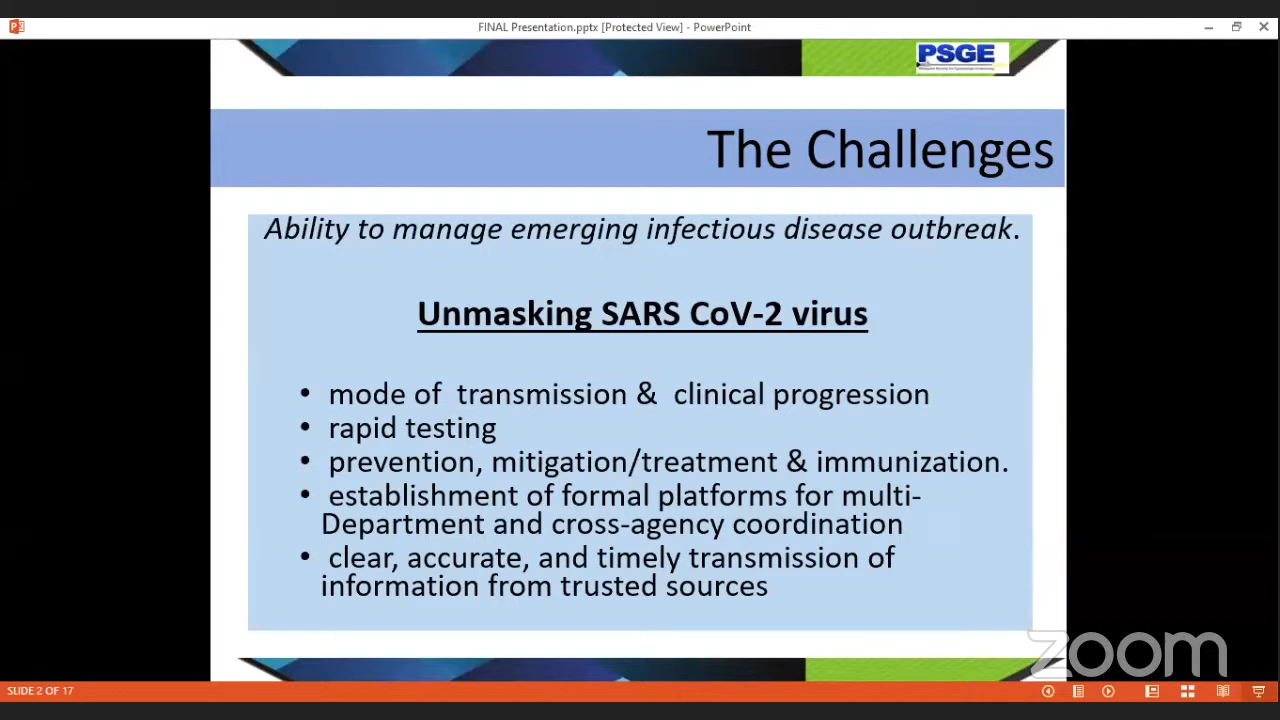 FINAL Presentation.pptx [Protected View] - PowerPoint
PSGE
The Challenges
Ability to manage emerging infectious disease outbreak.
Unmasking SARS CoV-2 virus
• mode of  transmission &  clinical progression
• rapid testing
• prevention, mitigation/treatment & immunization.
• establishment of formal platforms for multi-
Department and cross-agency coordination
• clear, accurate, and timely transmission of
information from trusted sources
zoom
SLIDE 2 OF 17